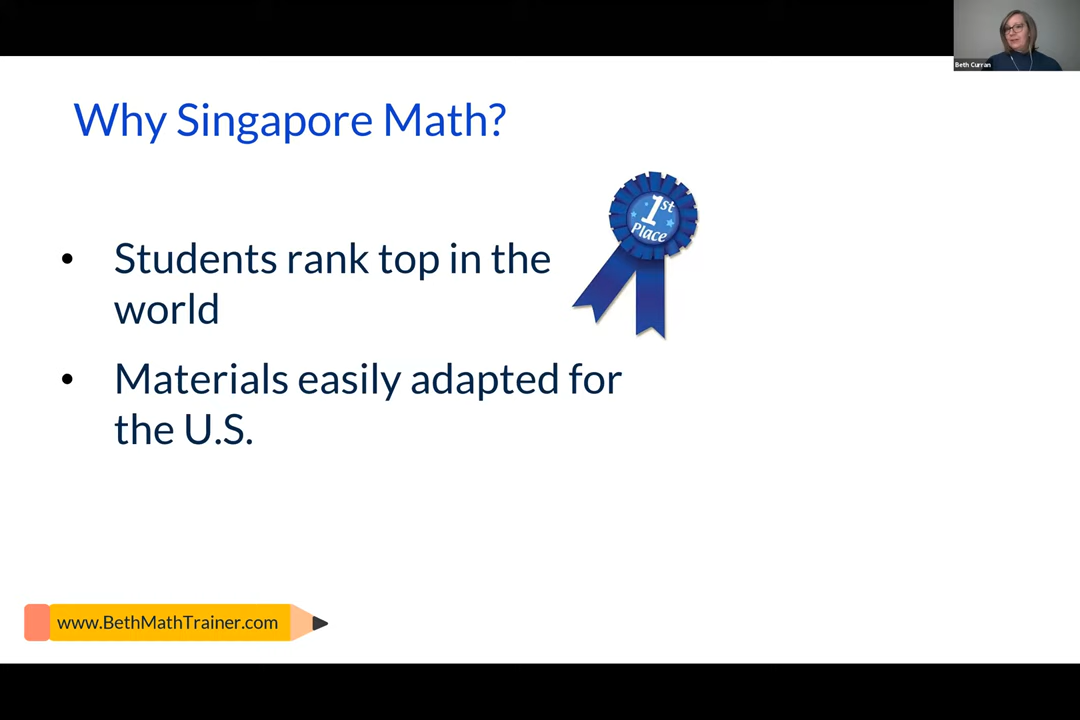 Beth Curran
Why Singapore Math?
1st
Place
• Students rank top in the
world
• Materials easily adapted for
the U.S.
www.BethMathTrainer.com